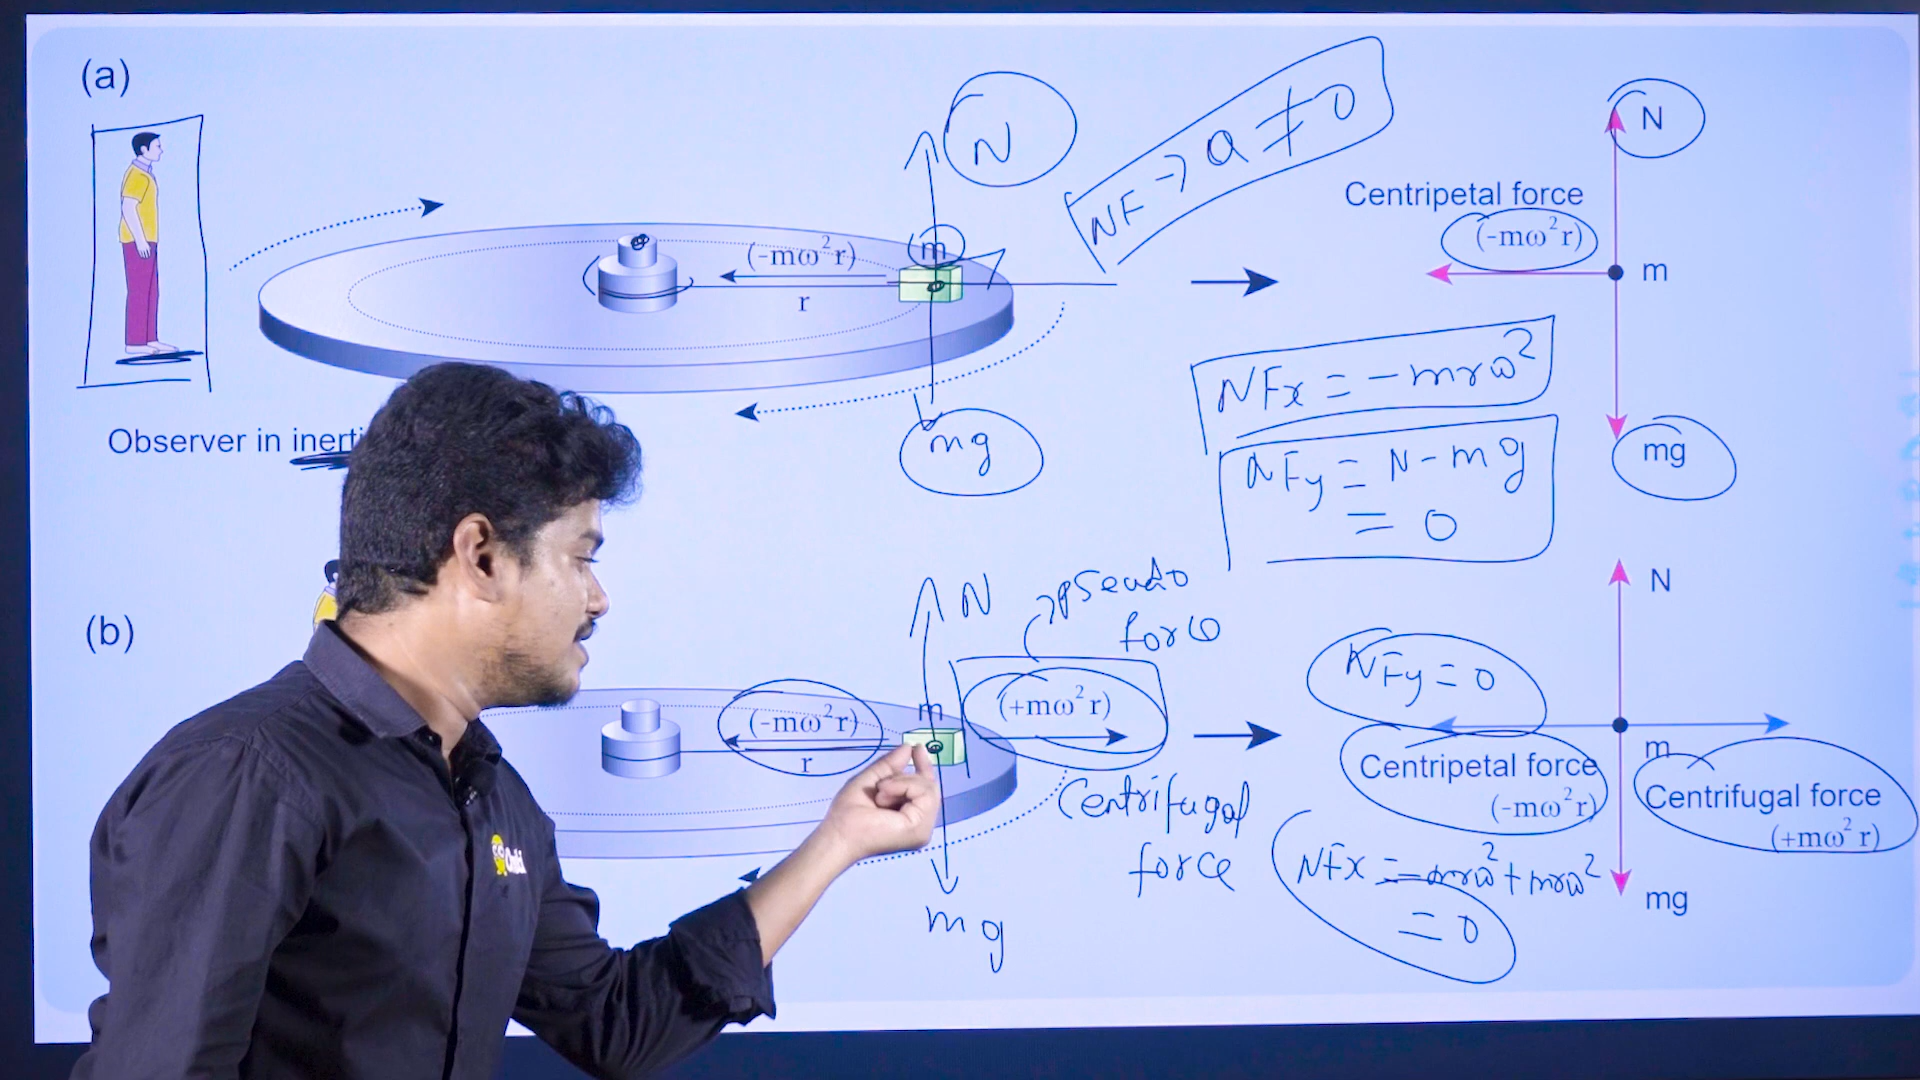 (a)
N
NF → a ≠ 0
N
Centripetal force
(-mω²r)
m
(-mω²r)
m
r
mg
NFx = -mrω²
NFy = N - mg
= 0
mg
Observer in inerti
(b)
N
→ pseudo
force
N
NFy = 0
(-mω²r)
m
(+mω²r)
r
m
Centripetal force
(-mω²r)
Centrifugal force
(+mω²r)
Centrifugal
force
NFx = -mrω² + mrω²
= 0
mg
mg